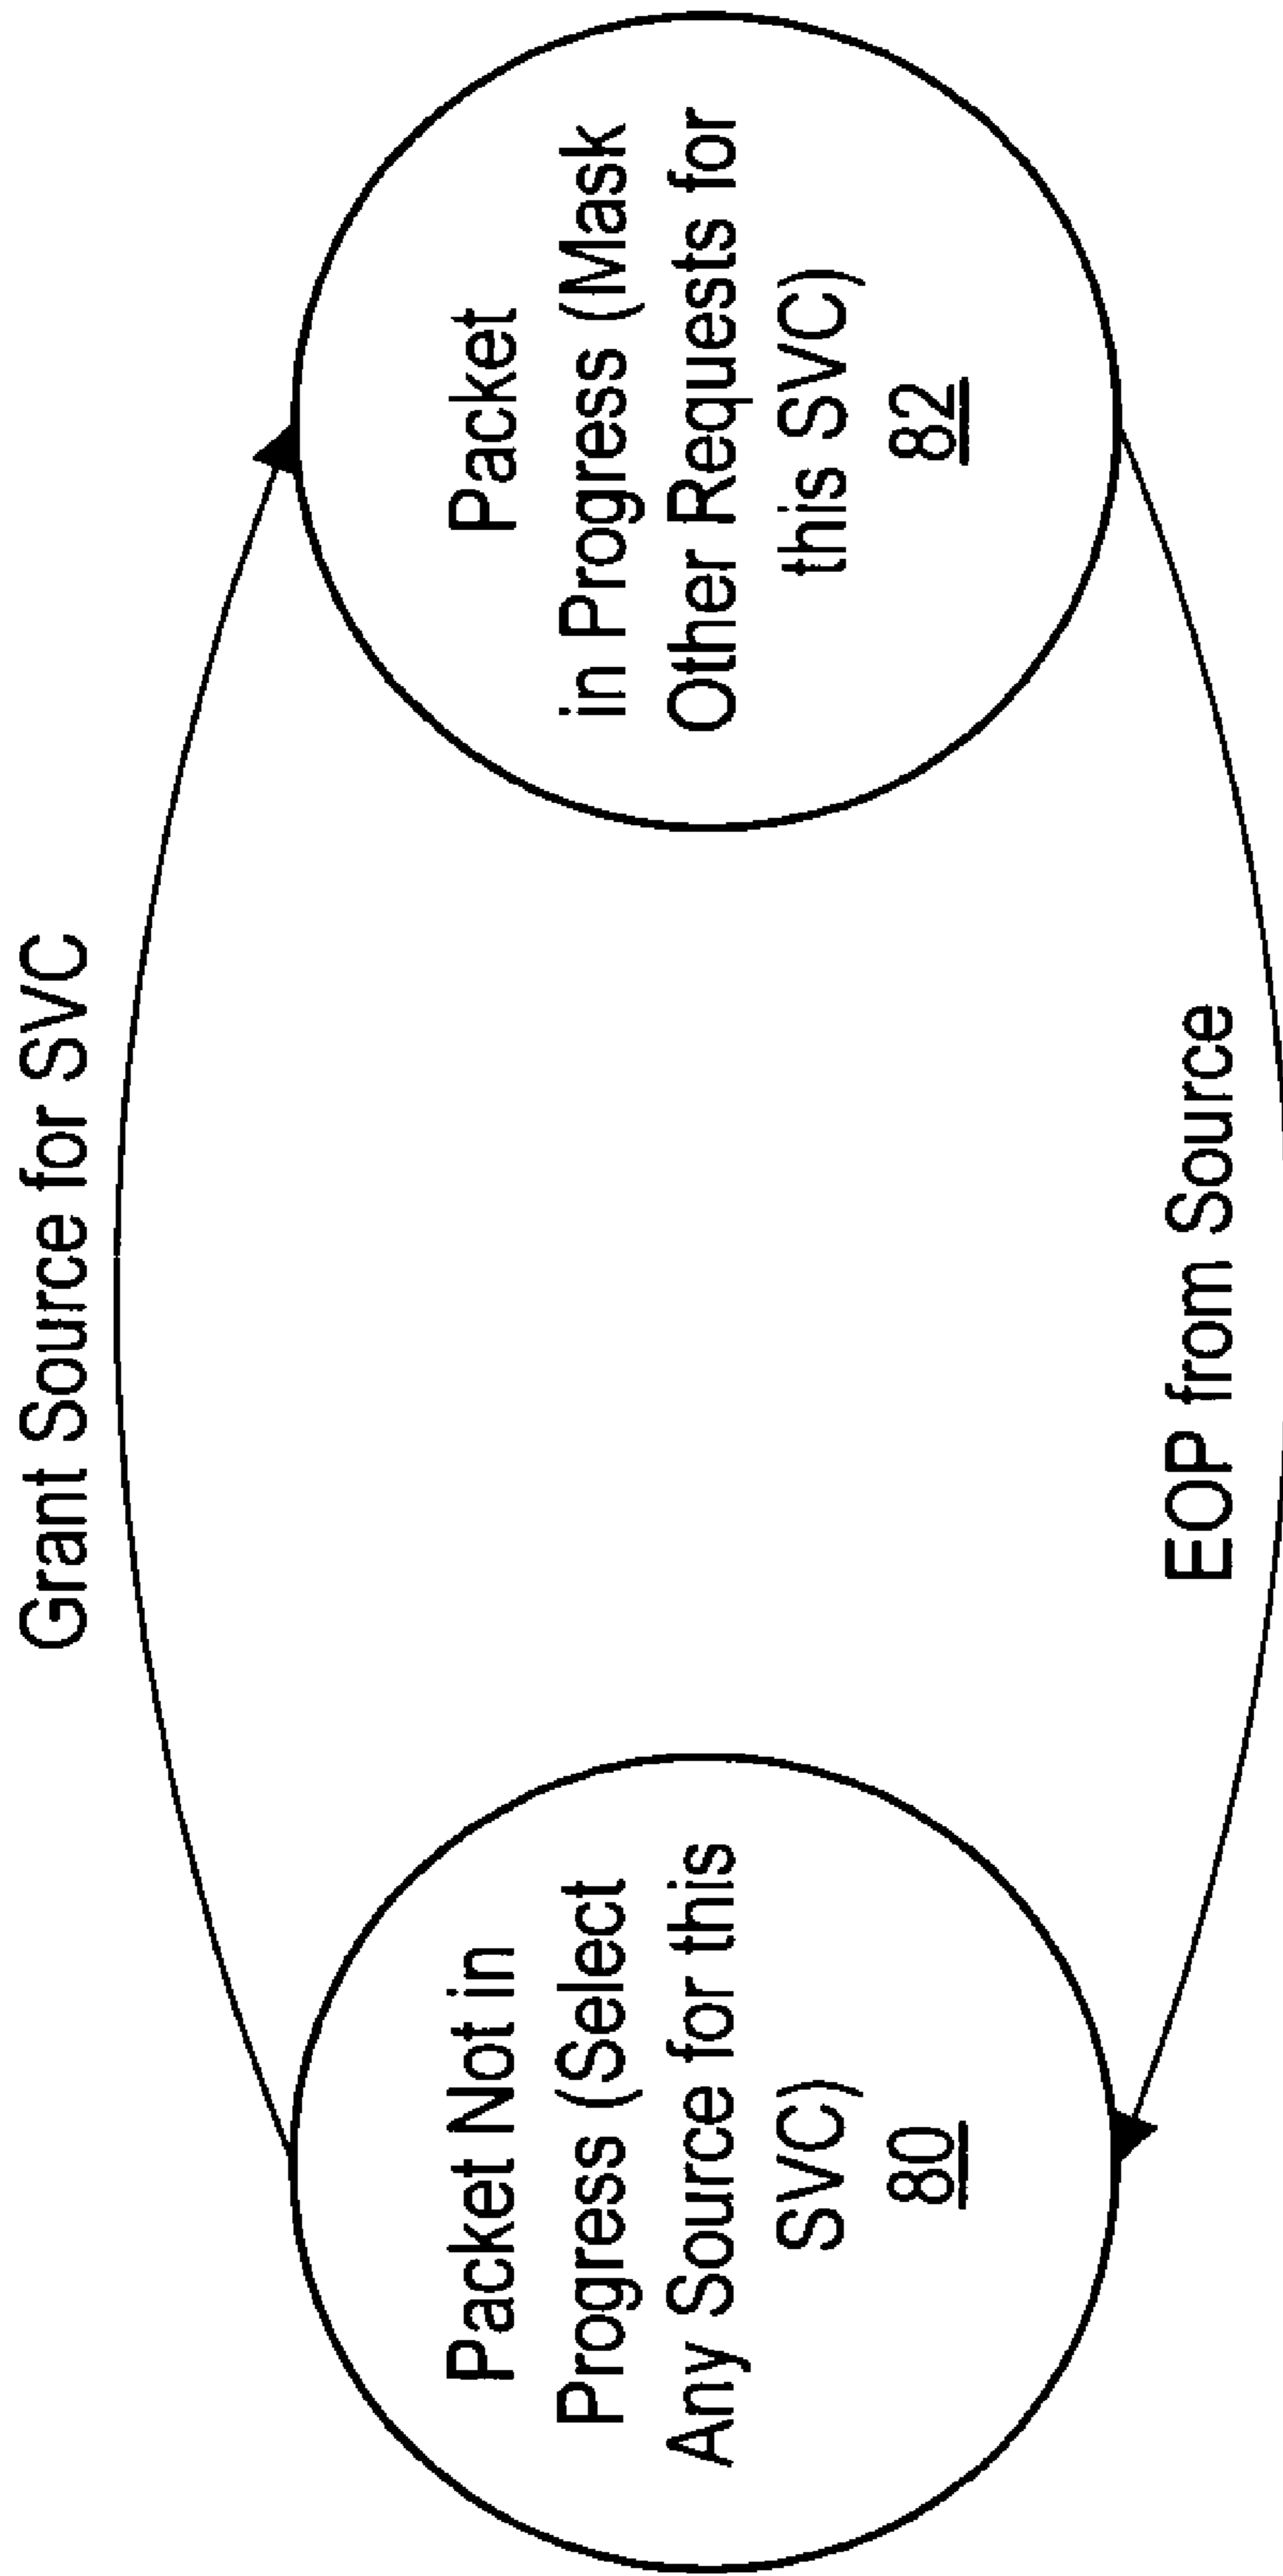 Grant Source for SVC
Packet Not in
Progress (Select
Any Source for this
SVC)
80
Packet
in Progress (Mask
Other Requests for
this SVC)
82
EOP from Source